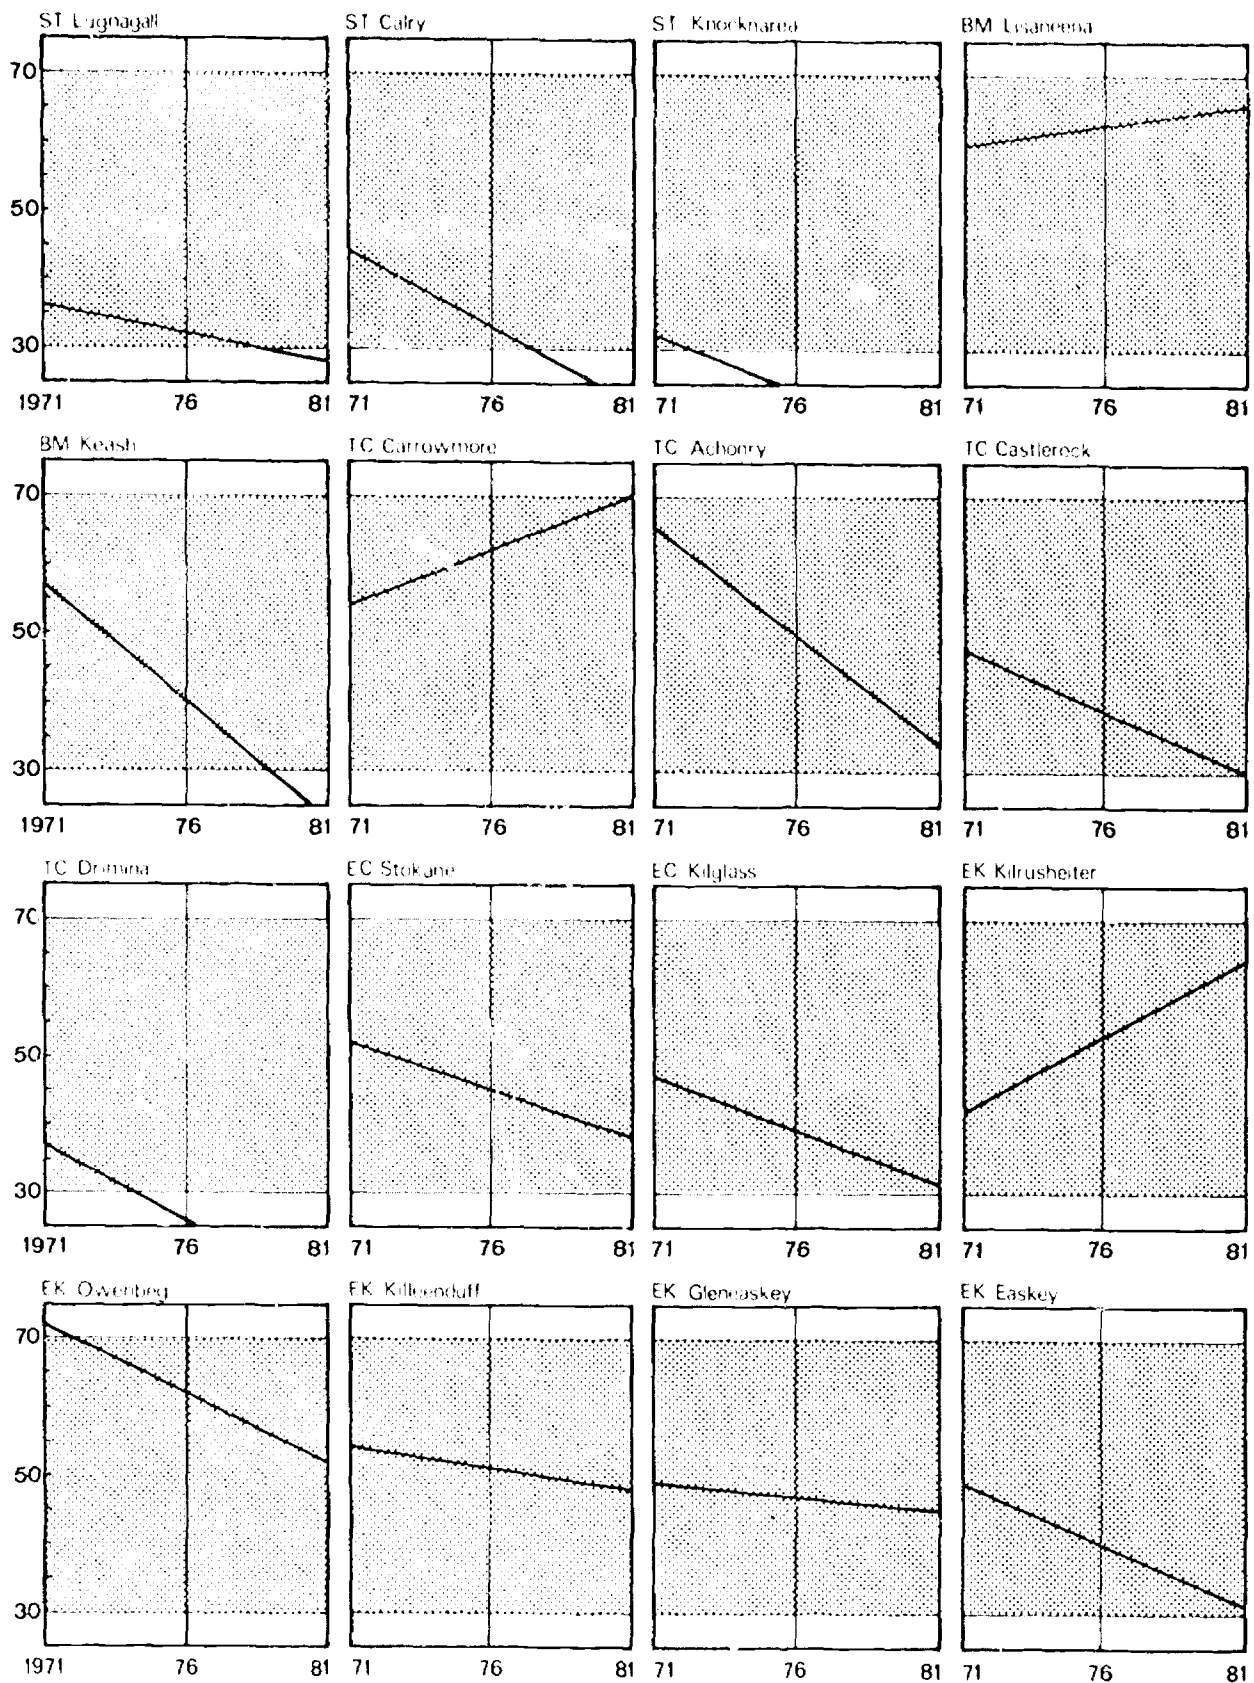 ST Lugnagall ST Calry ST Knocknarea BM Lisaneena
70
50
30
1971 76 81 71 76 81 71 76 81 71 76 81
BM Keash TC Carrowmore TC Achonry TC Castlerock
70
50
30
1971 76 81 71 76 81 71 76 81 71 76 81
TC Drimina EC Stokane EC Kilglass EK Kilrusheiter
70
50
30
1971 76 81 71 76 81 71 76 81 71 76 81
EK Owenbeg EK Killeenduff EK Gleneaskey EK Easkey
70
50
30
1971 76 81 71 76 81 71 76 81 71 76 81